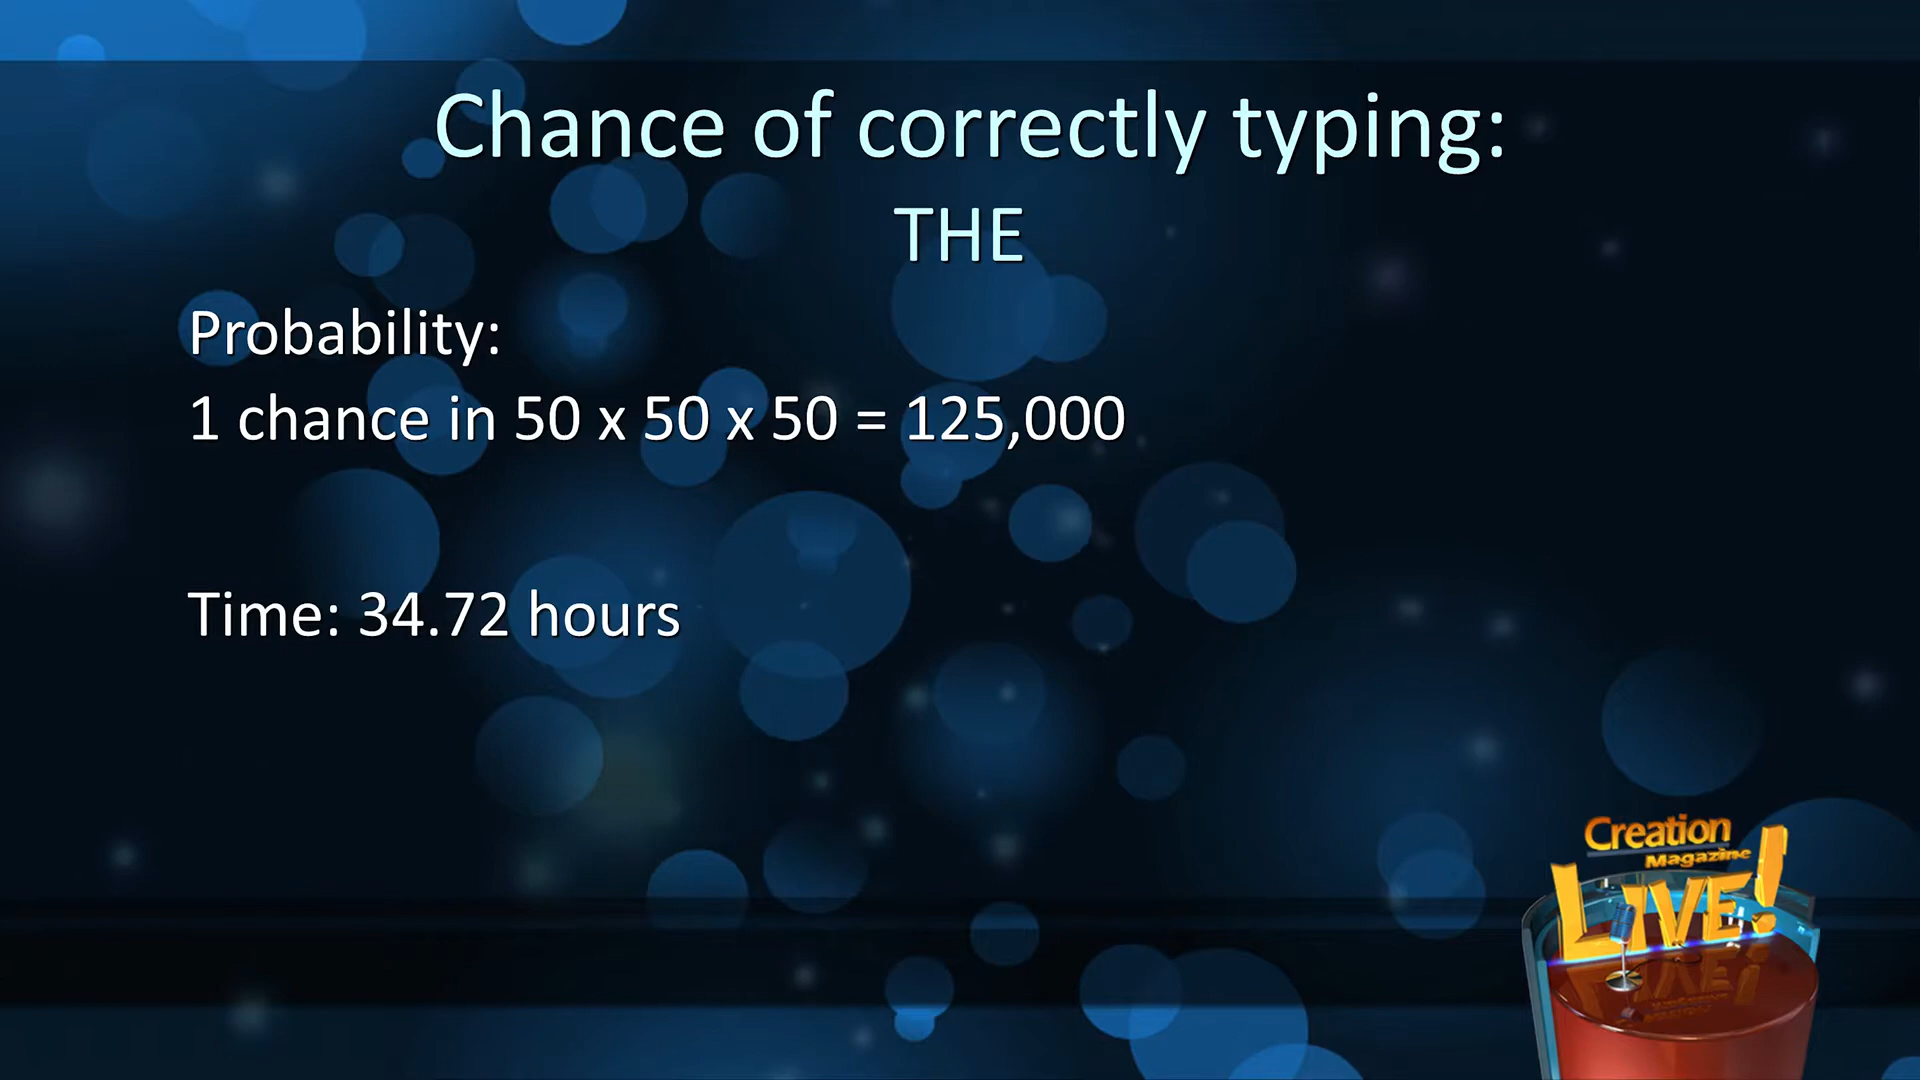 Chance of correctly typing:
THE
Probability:
1 chance in 50 x 50 x 50 = 125,000
Time: 34.72 hours
Creation
Magazine
LIVE!